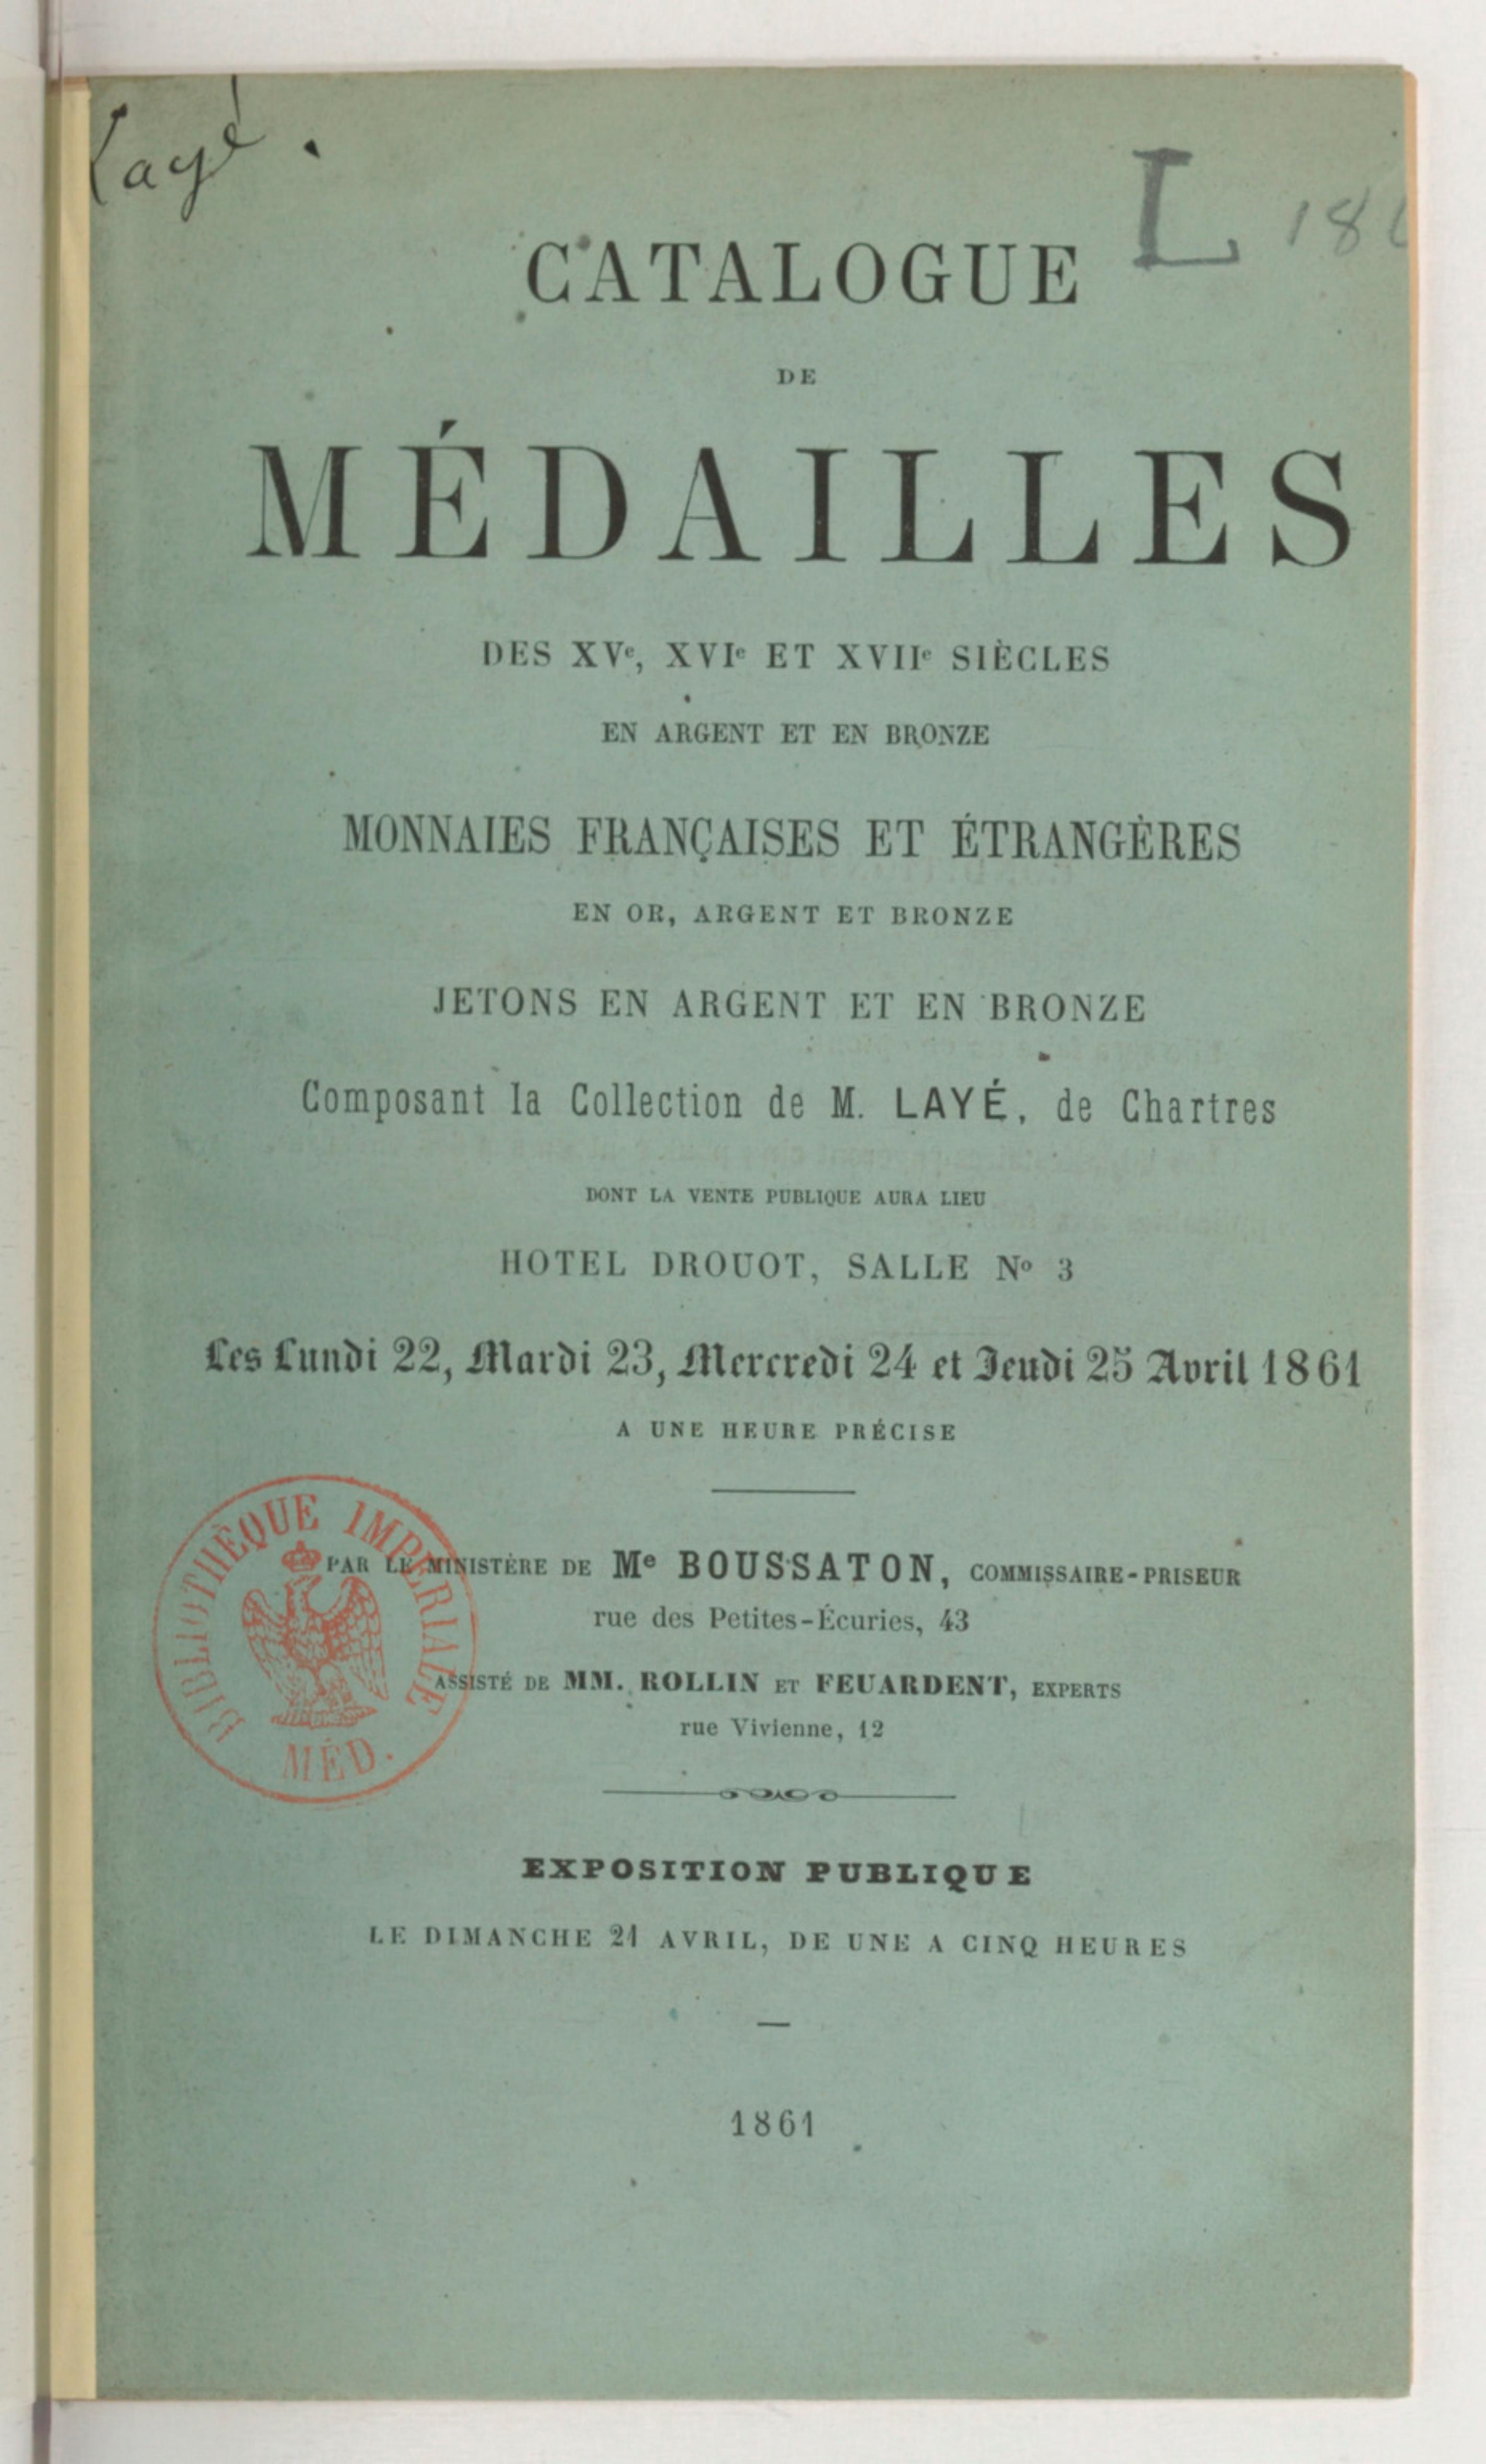 Layé.
L 186
CATALOGUE
DE
MÉDAILLES
DES XVe, XVIe ET XVIIe SIÈCLES
EN ARGENT ET EN BRONZE
MONNAIES FRANÇAISES ET ÉTRANGÈRES
EN OR, ARGENT ET BRONZE
JETONS EN ARGENT ET EN BRONZE
Composant la Collection de M. LAYÉ, de Chartres
DONT LA VENTE PUBLIQUE AURA LIEU
HOTEL DROUOT, SALLE No 3
Les Lundi 22, Mardi 23, Mercredi 24 et Jeudi 25 Avril 1861
A UNE HEURE PRÉCISE
PAR LE MINISTÈRE DE Me BOUSSATON, COMMISSAIRE-PRISEUR
rue des Petites-Écuries, 43
ASSISTÉ DE MM. ROLLIN ET FEUARDENT, EXPERTS
rue Vivienne, 12
BIBLIOTHÈQUE IMPERIALE
MÉD.
EXPOSITION PUBLIQUE
LE DIMANCHE 21 AVRIL, DE UNE A CINQ HEURES
1861